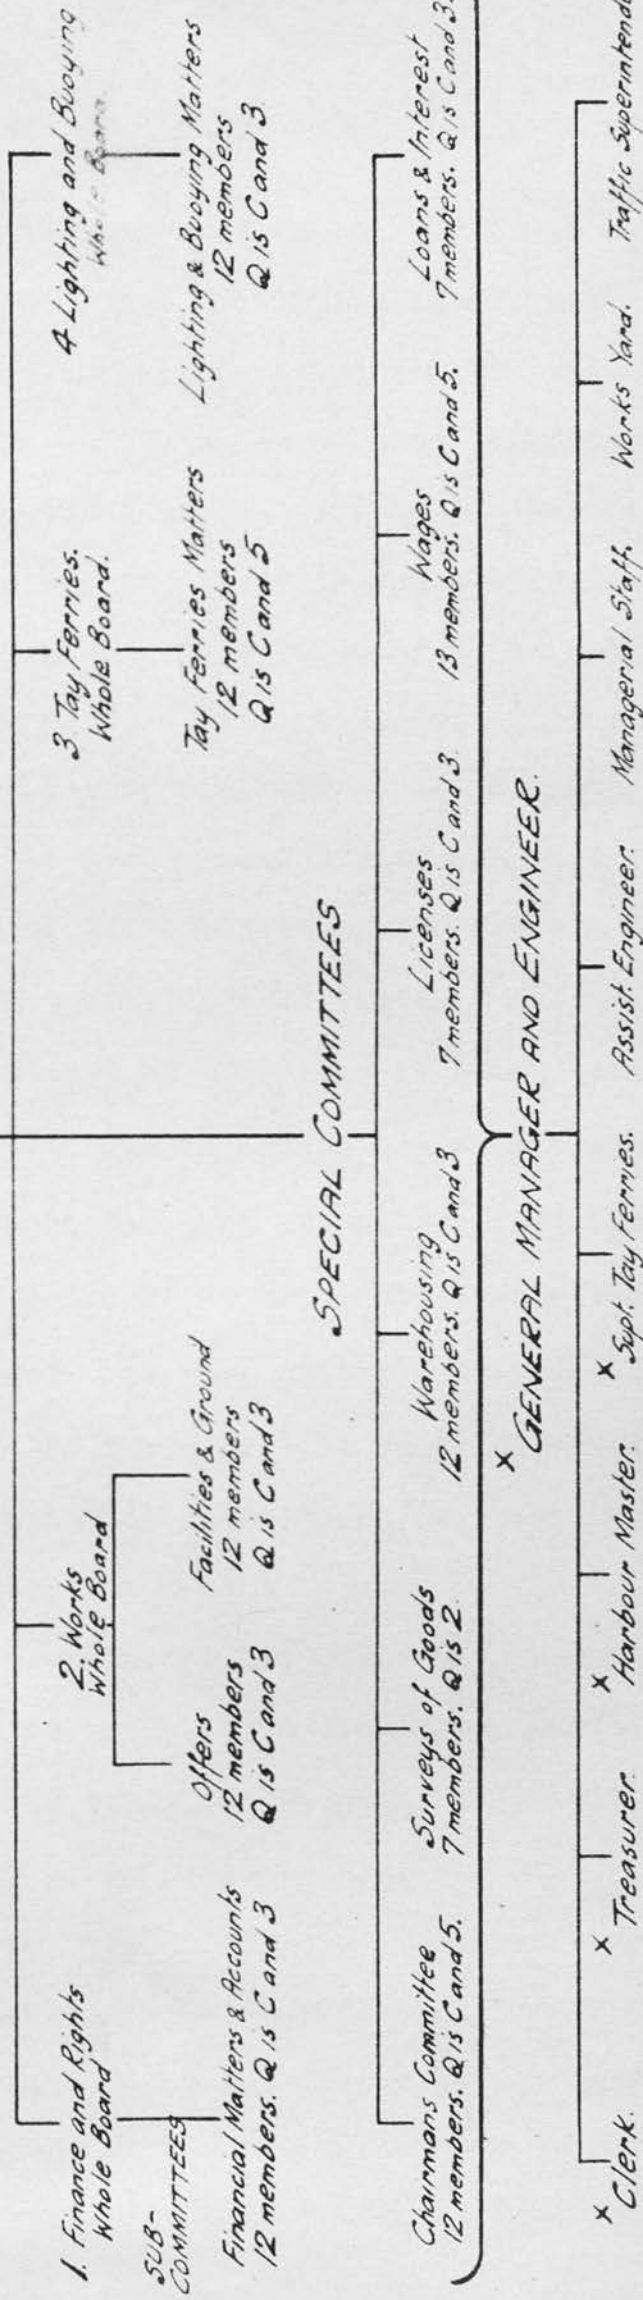 1. Finance and Rights
Whole Board
2. Works
Whole Board
3 Tay Ferries.
Whole Board.
4 Lighting and Buoying
Whole Board.
SUB-
COMMITTEES
Financial Matters & Accounts
12 members. Q is C and 3
Offers
12 members
Q is C and 3
Facilities & Ground
12 members
Q is C and 3
Tay Ferries Matters
12 members
Q is C and 5
Lighting & Buoying Matters
12 members
Q is C and 3
SPECIAL COMMITTEES
Chairmans Committee
12 members. Q is C and 5.
Surveys of Goods
7 members. Q is 2.
Warehousing
12 members. Q is C and 3
Licenses
7 members. Q is C and 3.
Wages
13 members. Q is C and 5.
Loans & Interest
7 members. Q is C and 3.
x GENERAL MANAGER AND ENGINEER.
x Clerk.
x Treasurer.
x Harbour Master.
x Supt. Tay Ferries.
Assist. Engineer.
Managerial Staff.
Works Yard.
Traffic